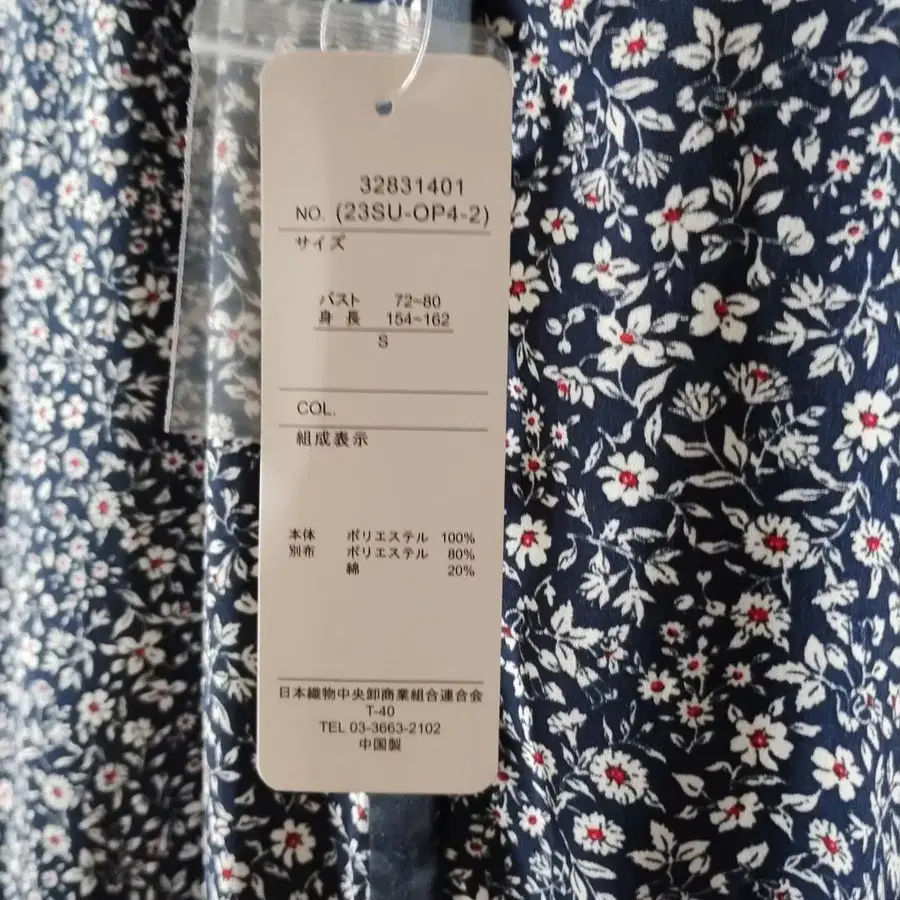 32831401
NO. (23SU-OP4-2)
サイズ
バスト 72~80
身 長 154~162
S
COL.
組成表示
本体 ポリエステル 100%
別布 ポリエステル 80%
綿 20%
日本織物中央卸商業組合連合会
T-40
TEL 03-3663-2102
中国製